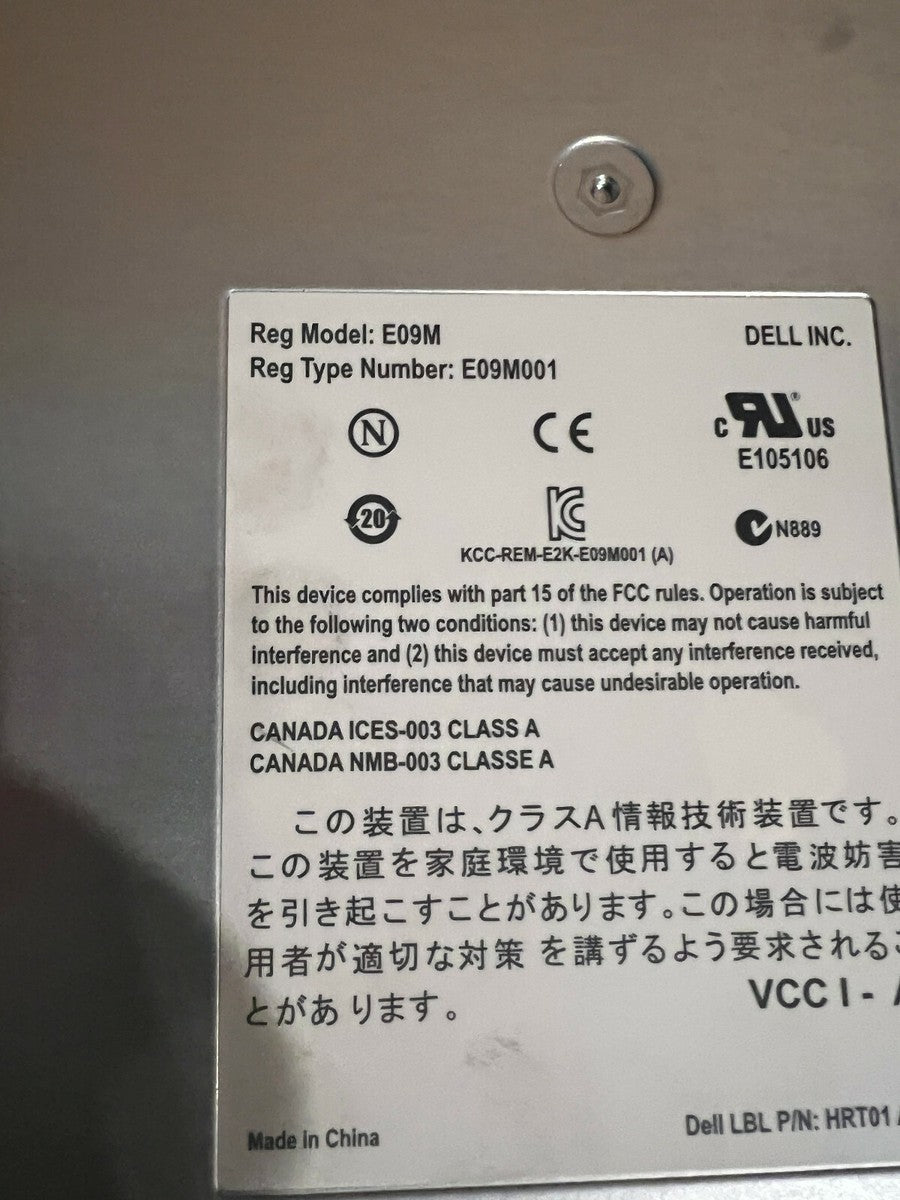 Reg Model: E09M
DELL INC.
Reg Type Number: E09M001
N
CE
c RU® US
E105106
20
KC
N889
KCC-REM-E2K-E09M001 (A)
This device complies with part 15 of the FCC rules. Operation is subject
to the following two conditions: (1) this device may not cause harmful
interference and (2) this device must accept any interference received,
including interference that may cause undesirable operation.
CANADA ICES-003 CLASS A
CANADA NMB-003 CLASSE A
この装置は、クラスA情報技術装置です。
この装置を家庭環境で使用すると電波妨害
を引き起こすことがあります。この場合には使
用者が適切な対策 を講ずるよう要求されるこ
とがあ ります。
VCC I - A
Made in China
Dell LBL P/N: HRT01